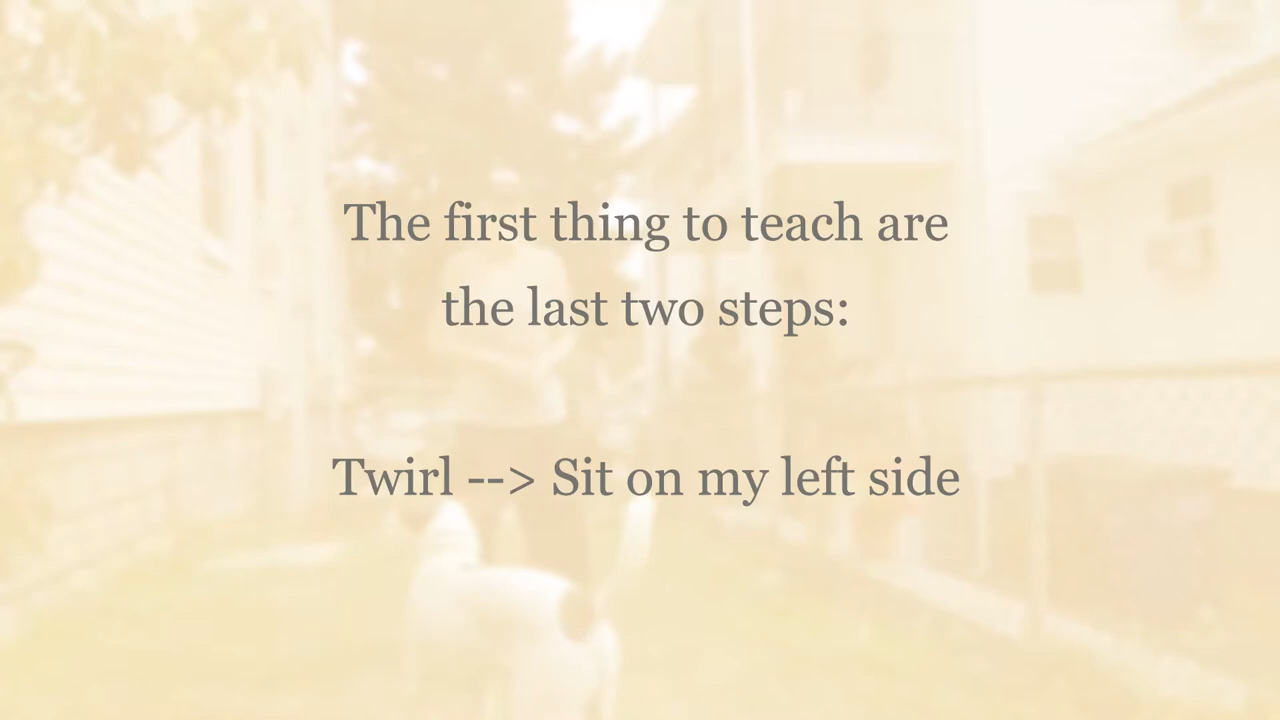 The first thing to teach are
the last two steps:
Twirl --> Sit on my left side